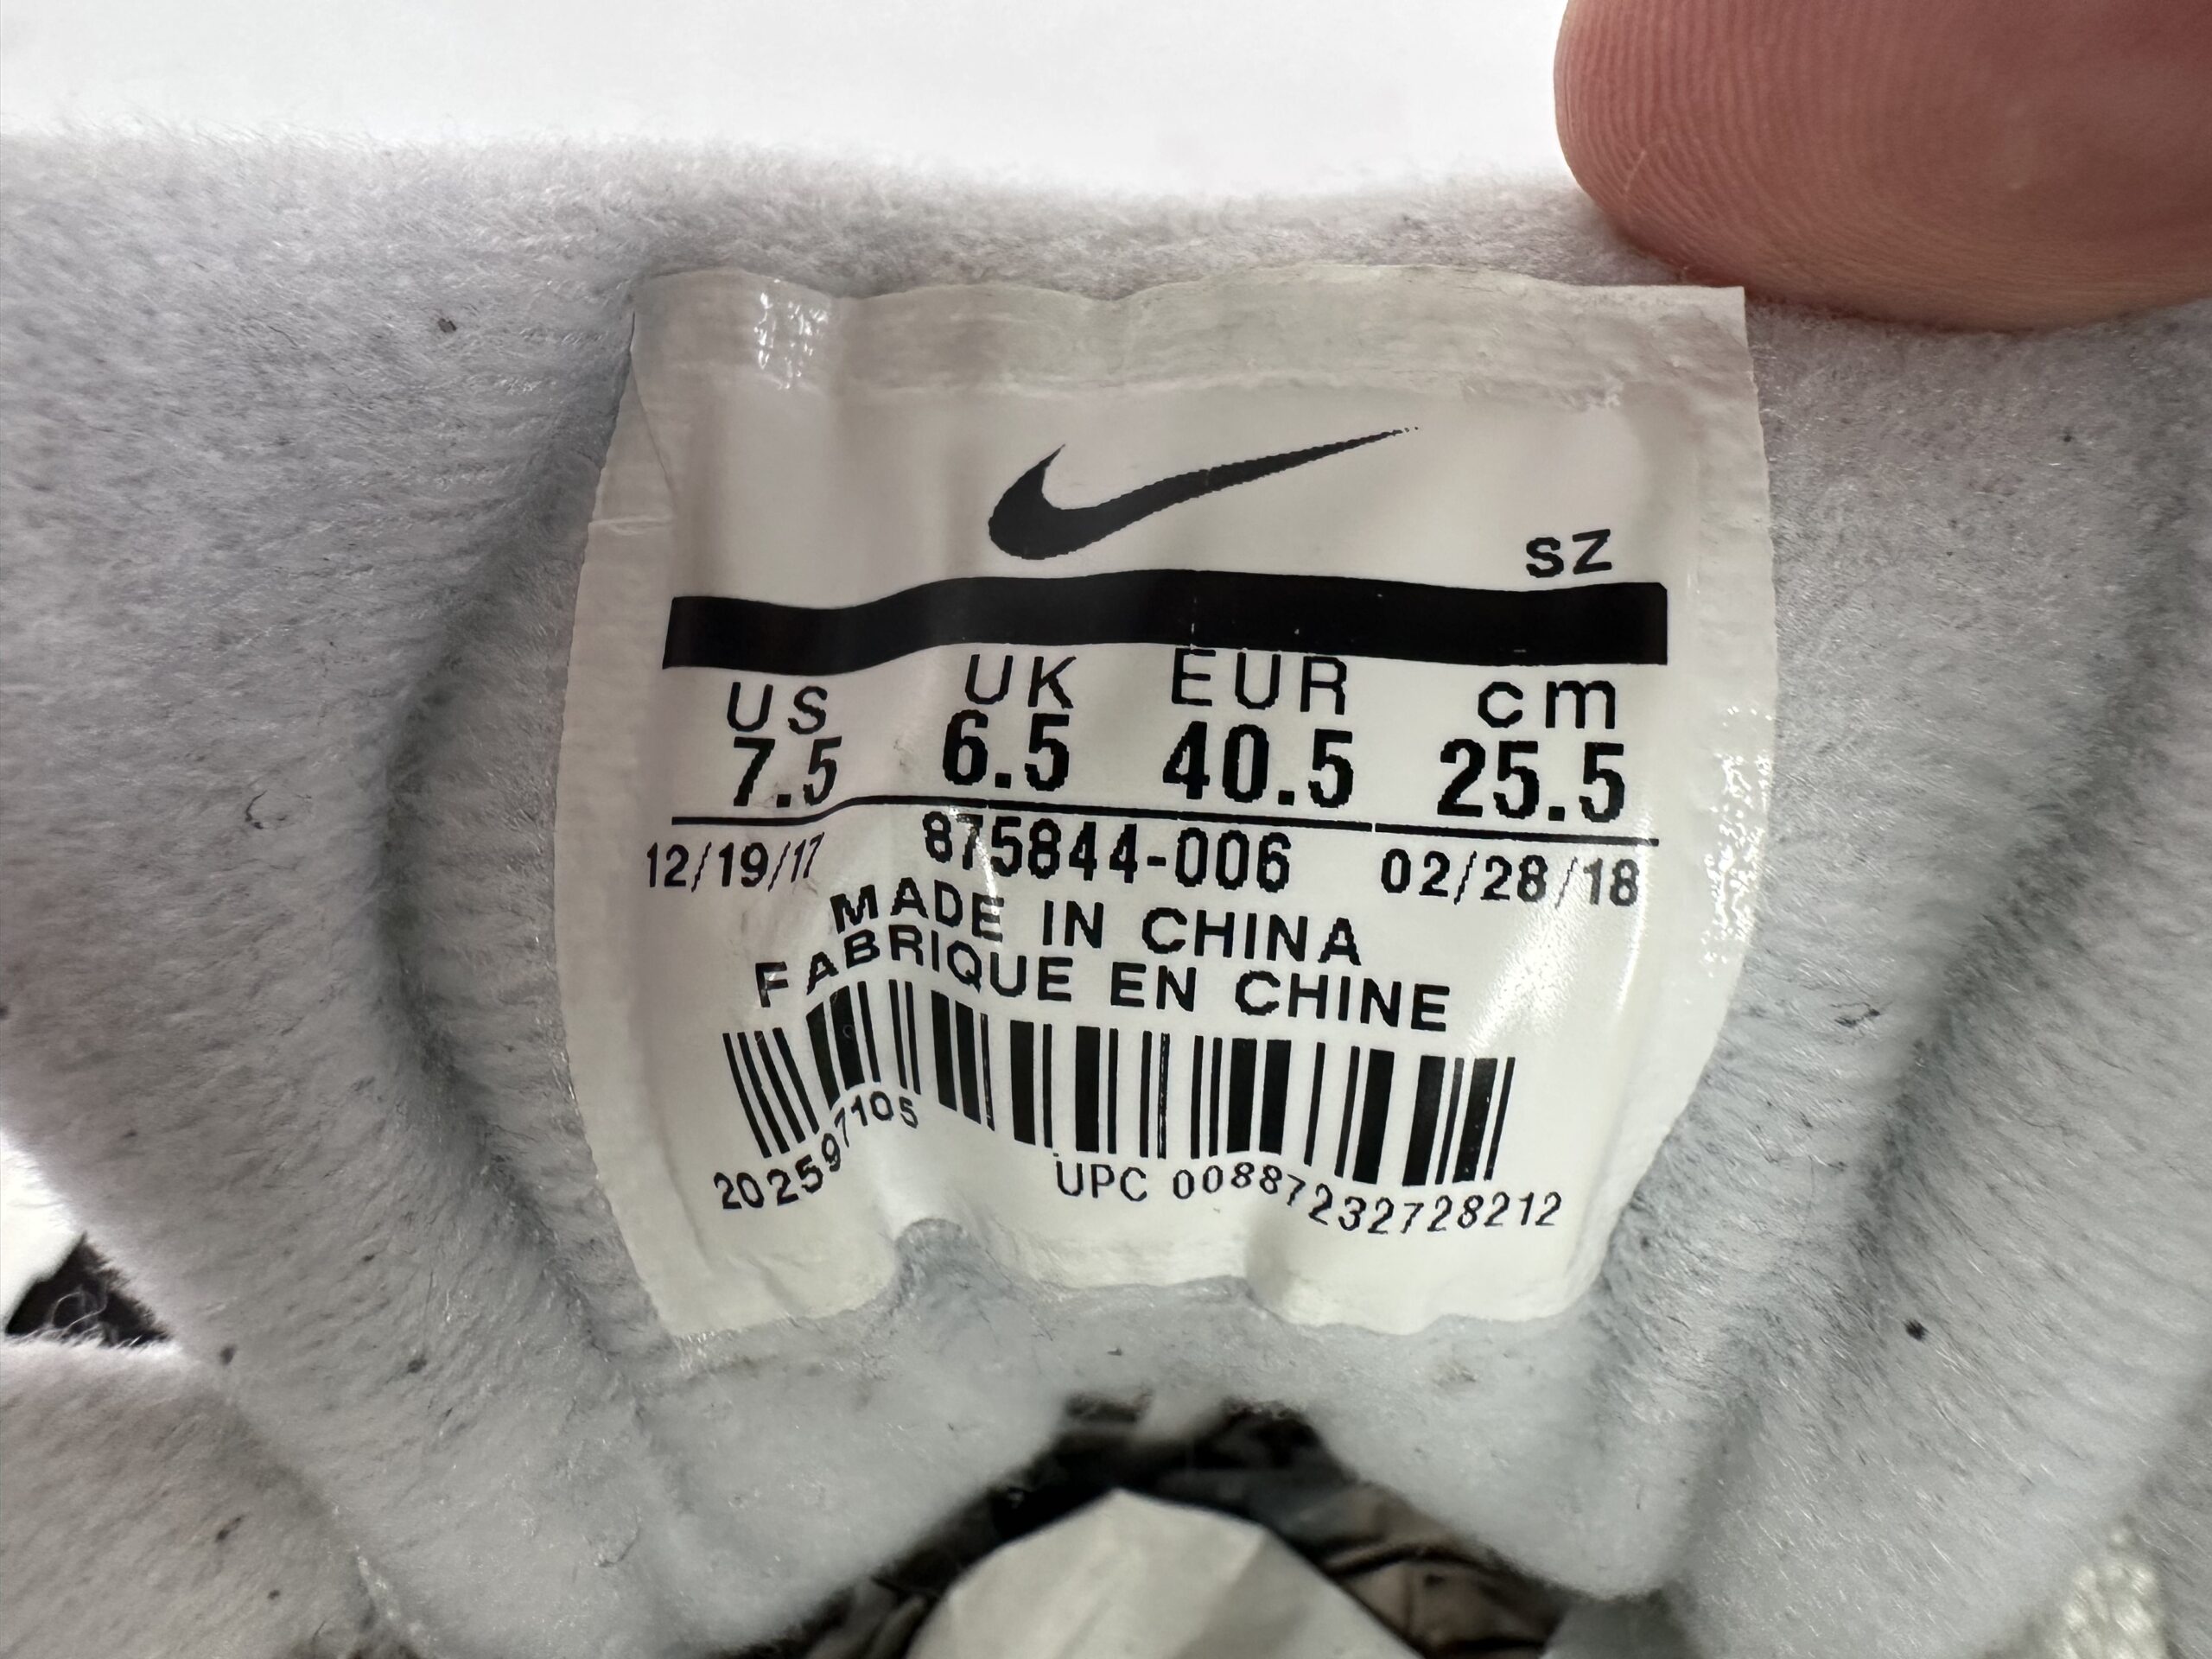 SZ
US UK EUR cm
7.5 6.5 40.5 25.5
12/19/17 875844-006 02/28/18
MADE IN CHINA
FABRIQUE EN CHINE
202597105 UPC 00887232728212